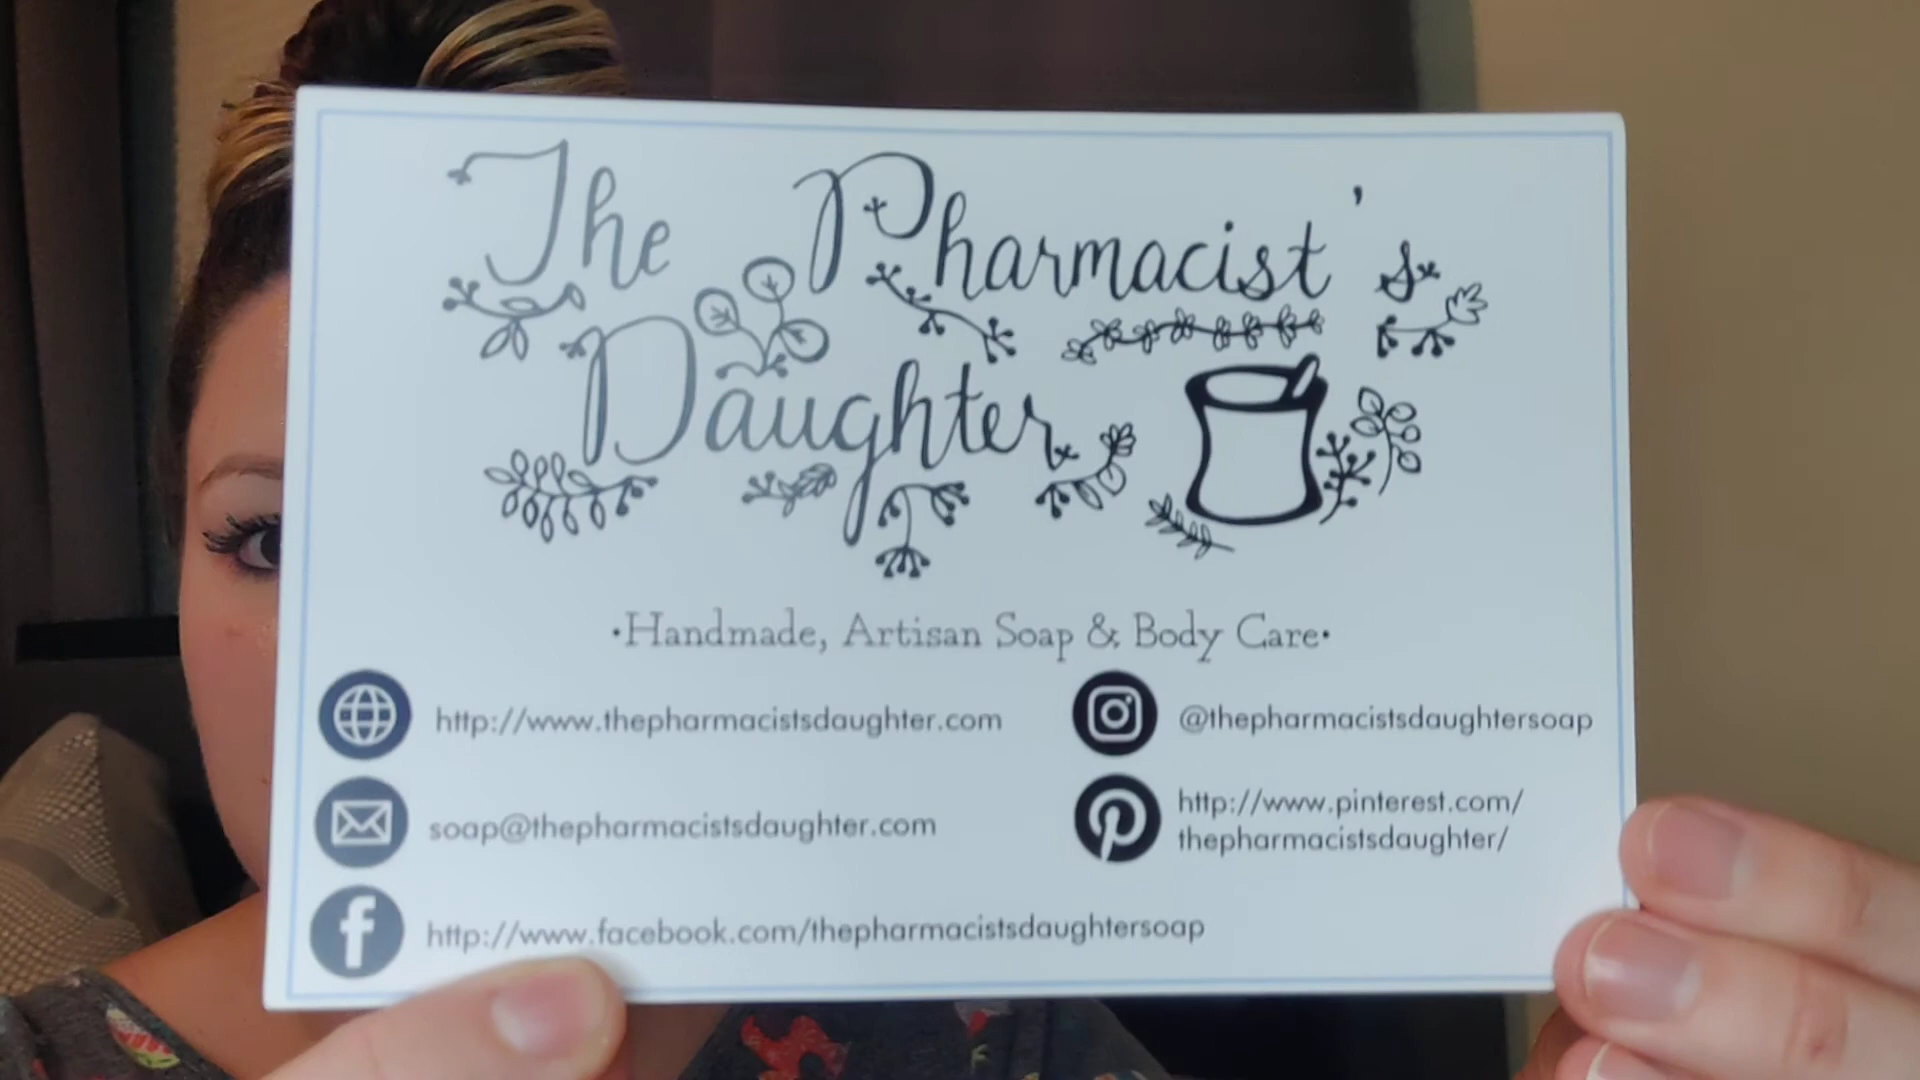 The Pharmacist's
Daughter
·Handmade, Artisan Soap & Body Care·
http://www.thepharmacistsdaughter.com
soap@thepharmacistsdaughter.com
http://www.facebook.com/thepharmacistsdaughtersoap
@thepharmacistsdaughtersoap
http://www.pinterest.com/
thepharmacistsdaughter/